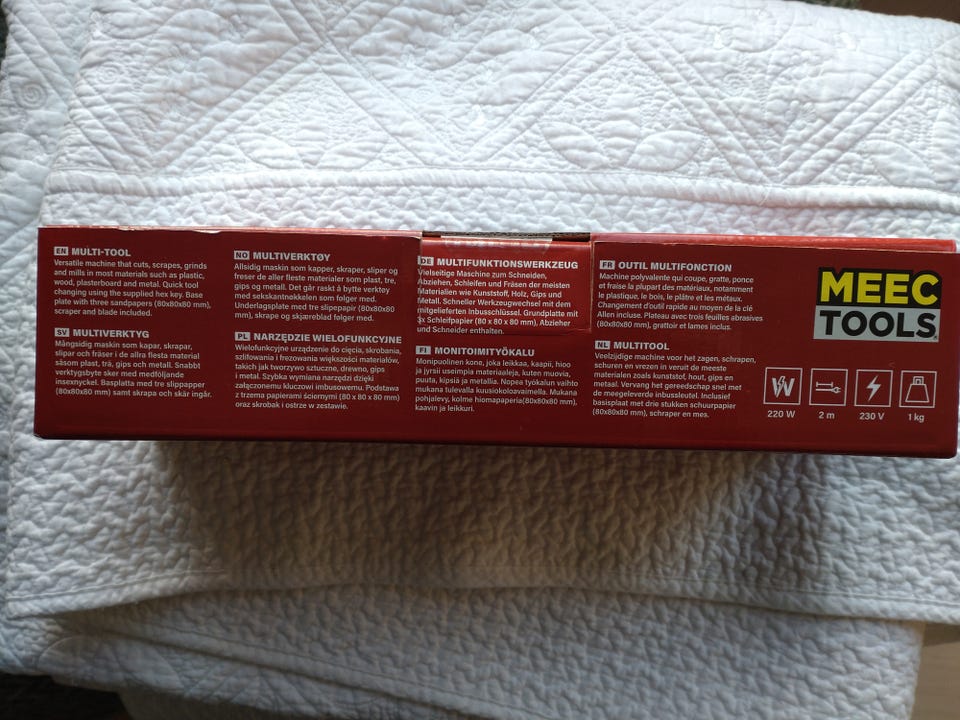 EN MULTI-TOOL
Versatile machine that cuts, scrapes, grinds
and mills in most materials such as plastic,
wood, plasterboard and metal. Quick tool
changing using the supplied hex key. Base
plate with three sandpapers (80x80x80 mm),
scraper and blade included.
SV MULTIVERKTYG
Mångsidig maskin som kapar, skrapar,
slipar och fräser i de allra flesta material
såsom plast, trä, gips och metall. Snabbt
verktygsbyte sker med medföljande
insexnyckel. Basplatta med tre slippapper
(80x80x80 mm) samt skrapa och skär ingår.
NO MULTIVERKTØY
Allsidig maskin som kapper, skraper, sliper og
freser de aller fleste materialer som plast, tre,
gips og metall. Det går raskt å bytte verktøy
med sekskantnøkkelen som følger med.
Underlagsplate med tre slipepapir (80x80x80
mm), skrape og skjæreblad følger med.
PL NARZĘDZIE WIELOFUNKCYJNE
Wielofunkcyjne urządzenie do cięcia, skrobania,
szlifowania i frezowania większości materiałów,
takich jak tworzywo sztuczne, drewno, gips
i metal. Szybka wymiana narzędzi dzięki
załączonemu kluczowi imbusowemu. Podstawa
z trzema papierami ściernymi (80 x 80 x 80 mm)
oraz skrobak i ostrze w zestawie.
DE MULTIFUNKTIONSWERKZEUG
Vielseitige Maschine zum Schneiden,
Abziehen, Schleifen und Fräsen der meisten
Materialien wie Kunststoff, Holz, Gips und
Metall. Schneller Werkzeugwechsel mit dem
mitgelieferten Inbusschlüssel. Grundplatte mit
3x Schleifpapier (80 x 80 x 80 mm), Abzieher
und Schneider enthalten.
FI MONITOIMITYÖKALU
Monipuolinen kone, joka leikkaa, kaapii, hioo
ja jyrsii useimpia materiaaleja, kuten muovia,
puuta, kipsiä ja metallia. Nopea työkalun vaihto
mukana tulevalla kuusiokoloavaimella. Mukana
pohjalevy, kolme hiomapaperia(80x80x80 mm),
kaavin ja leikkuri.
FR OUTIL MULTIFONCTION
Machine polyvalente qui coupe, gratte, ponce
et fraise la plupart des matériaux, notamment
le plastique, le bois, le plâtre et les métaux.
Changement d'outil rapide au moyen de la clé
Allen incluse. Plateau avec trois feuilles abrasives
(80x80x80 mm), grattoir et lames inclus.
NL MULTITOOL
Veelzijdige machine voor het zagen, schrapen,
schuren en vrezen in veruit de meeste
materialen zoals kunststof, hout, gips en
metaal. Vervang het gereedschap snel met
de meegeleverde inbussleutel. Inclusief
basisplaat met drie stukken schuurpapier
(80x80x80 mm), schraper en mes.
MEEC
TOOLS
W
220 W
2 m
230 V
1 kg